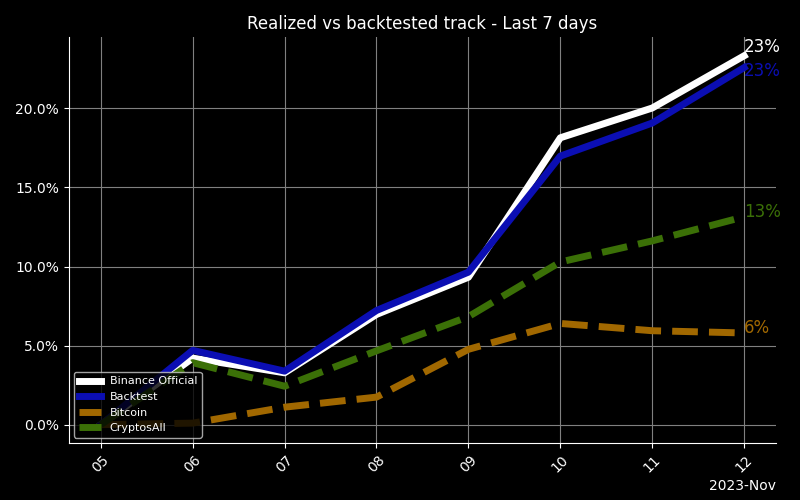 Realized vs backtested track - Last 7 days
23%
23%
20.0%
15.0%
13%
10.0%
5.0%
6%
0.0%
Binance Official
Backtest
Bitcoin
CryptosAll
05 06 07 08 09 10 11 12
2023-Nov